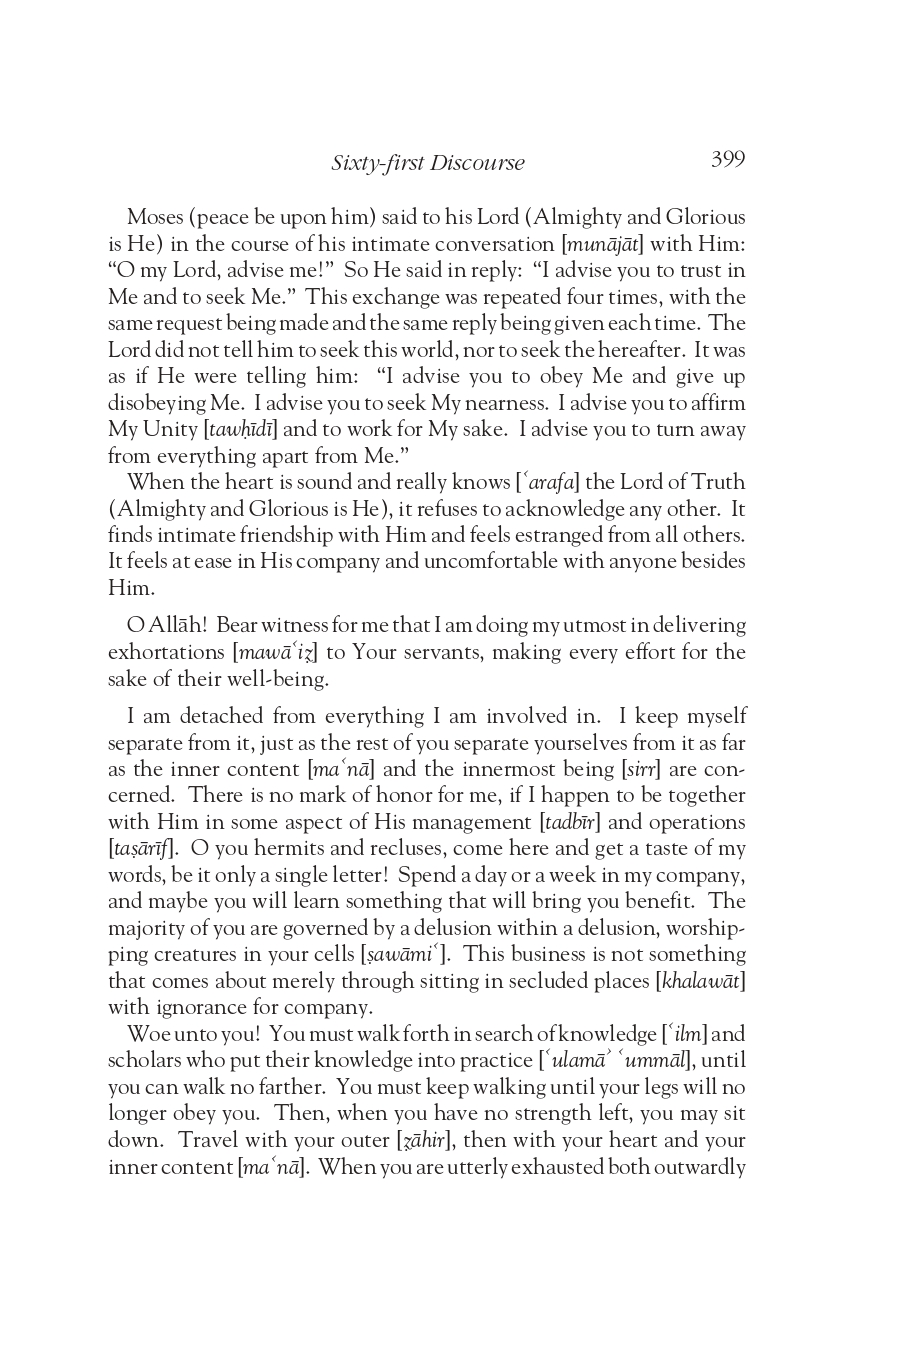 Sixty-first Discourse 399
Moses (peace be upon him) said to his Lord (Almighty and Glorious
is He) in the course of his intimate conversation [munājāt] with Him:
“O my Lord, advise me!” So He said in reply: “I advise you to trust in
Me and to seek Me.” This exchange was repeated four times, with the
same request being made and the same reply being given each time. The
Lord did not tell him to seek this world, nor to seek the hereafter. It was
as if He were telling him: “I advise you to obey Me and give up
disobeying Me. I advise you to seek My nearness. I advise you to affirm
My Unity [tawḥīdī] and to work for My sake. I advise you to turn away
from everything apart from Me.”
When the heart is sound and really knows [ʿarafa] the Lord of Truth
(Almighty and Glorious is He), it refuses to acknowledge any other. It
finds intimate friendship with Him and feels estranged from all others.
It feels at ease in His company and uncomfortable with anyone besides
Him.
O Allāh! Bear witness for me that I am doing my utmost in delivering
exhortations [mawāʿiẓ] to Your servants, making every effort for the
sake of their well-being.
I am detached from everything I am involved in. I keep myself
separate from it, just as the rest of you separate yourselves from it as far
as the inner content [maʿnā] and the innermost being [sirr] are con-
cerned. There is no mark of honor for me, if I happen to be together
with Him in some aspect of His management [tadbīr] and operations
[taṣārīf]. O you hermits and recluses, come here and get a taste of my
words, be it only a single letter! Spend a day or a week in my company,
and maybe you will learn something that will bring you benefit. The
majority of you are governed by a delusion within a delusion, worship-
ping creatures in your cells [ṣawāmiʿ]. This business is not something
that comes about merely through sitting in secluded places [khalawāt]
with ignorance for company.
Woe unto you! You must walk forth in search of knowledge [ʿilm] and
scholars who put their knowledge into practice [ʿulamāʾ ʿummāl], until
you can walk no farther. You must keep walking until your legs will no
longer obey you. Then, when you have no strength left, you may sit
down. Travel with your outer [ẓāhir], then with your heart and your
inner content [maʿnā]. When you are utterly exhausted both outwardly